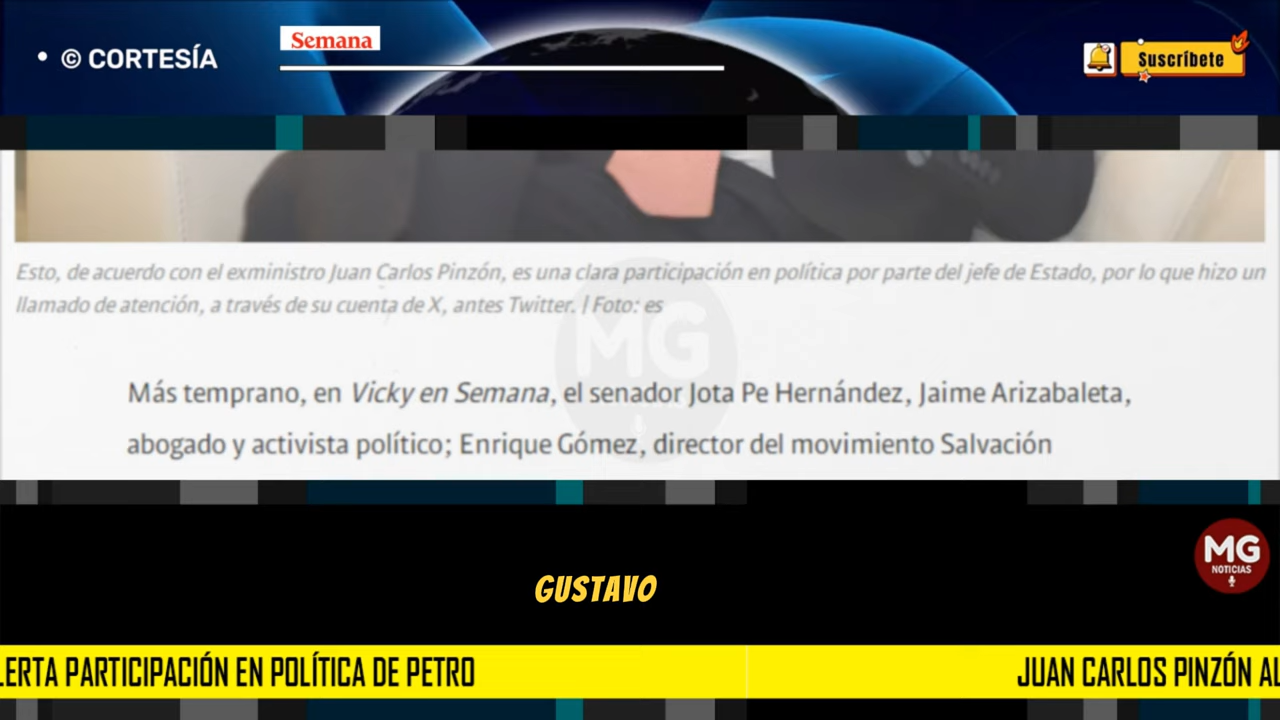 • © CORTESÍA
Semana
Suscríbete
Esto, de acuerdo con el exministro Juan Carlos Pinzón, es una clara participación en política por parte del jefe de Estado, por lo que hizo un
llamado de atención, a través de su cuenta de X, antes Twitter. | Foto: es
MG
Más temprano, en Vicky en Semana, el senador Jota Pe Hernández, Jaime Arizabaleta,
abogado y activista político; Enrique Gómez, director del movimiento Salvación
MG
NOTICIAS
GUSTAVO
LERTA PARTICIPACIÓN EN POLÍTICA DE PETRO
JUAN CARLOS PINZÓN AL